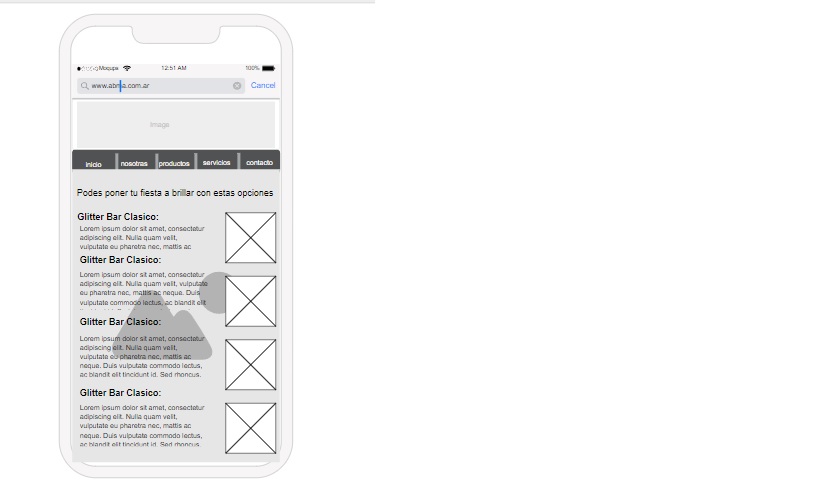 Moqups 12:51 AM 100%
www.abria.com.ar Cancel
Image
inicio nosotras productos servicios contacto
Podes poner tu fiesta a brillar con estas opciones
Glitter Bar Clasico:
Lorem ipsum dolor sit amet, consectetur
adipiscing elit. Nulla quam velit,
vulputate eu pharetra nec, mattis ac
Glitter Bar Clasico:
Lorem ipsum dolor sit amet, consectetur
adipiscing elit. Nulla quam velit, vulputate
eu pharetra nec, mattis ac neque. Duis
vulputate commodo lectus, ac blandit elit
Glitter Bar Clasico:
Lorem ipsum dolor sit amet, consectetur
adipiscing elit. Nulla quam velit,
vulputate eu pharetra nec, mattis ac
neque. Duis vulputate commodo lectus,
ac blandit elit tincidunt id. Sed rhoncus,
Glitter Bar Clasico:
Lorem ipsum dolor sit amet, consectetur
adipiscing elit. Nulla quam velit,
vulputate eu pharetra nec, mattis ac
neque. Duis vulputate commodo lectus,
ac blandit elit tincidunt id. Sed rhoncus,